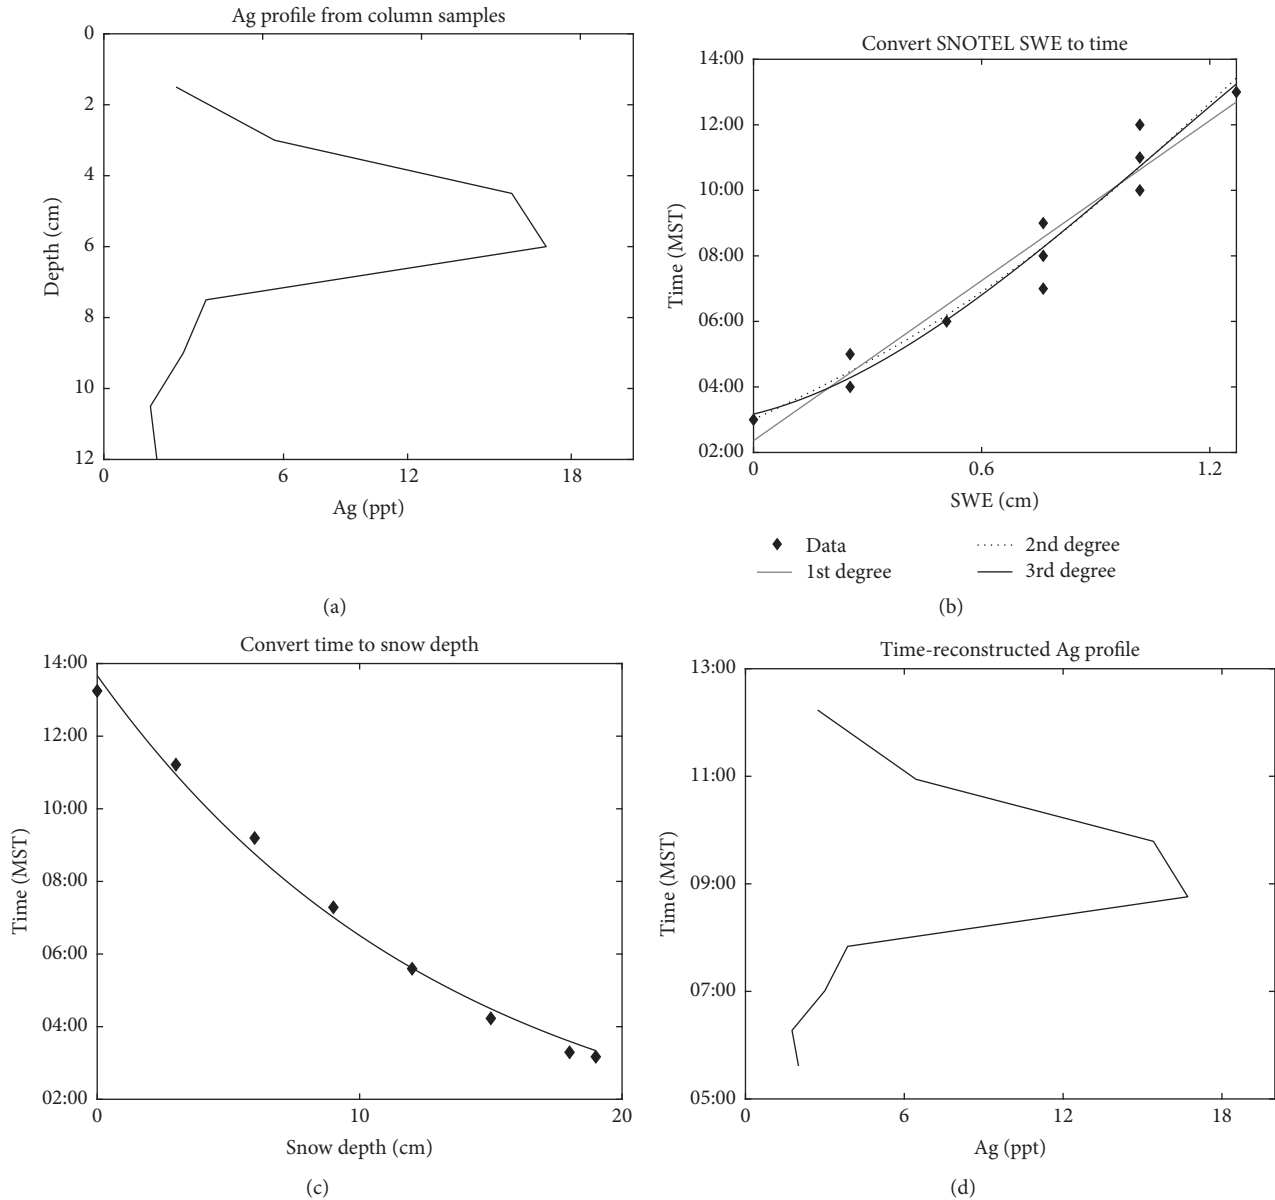 Ag profile from column samples
0
2
4
6
8
10
12
Depth (cm)
0 6 12 18
Ag (ppt)
(a)
Convert SNOTEL SWE to time
14:00
12:00
10:00
08:00
06:00
04:00
02:00
Time (MST)
0 0.6 1.2
SWE (cm)
Data
1st degree
2nd degree
3rd degree
(b)
Convert time to snow depth
14:00
12:00
10:00
08:00
06:00
04:00
02:00
Time (MST)
0 10 20
Snow depth (cm)
(c)
Time-reconstructed Ag profile
13:00
11:00
09:00
07:00
05:00
Time (MST)
0 6 12 18
Ag (ppt)
(d)